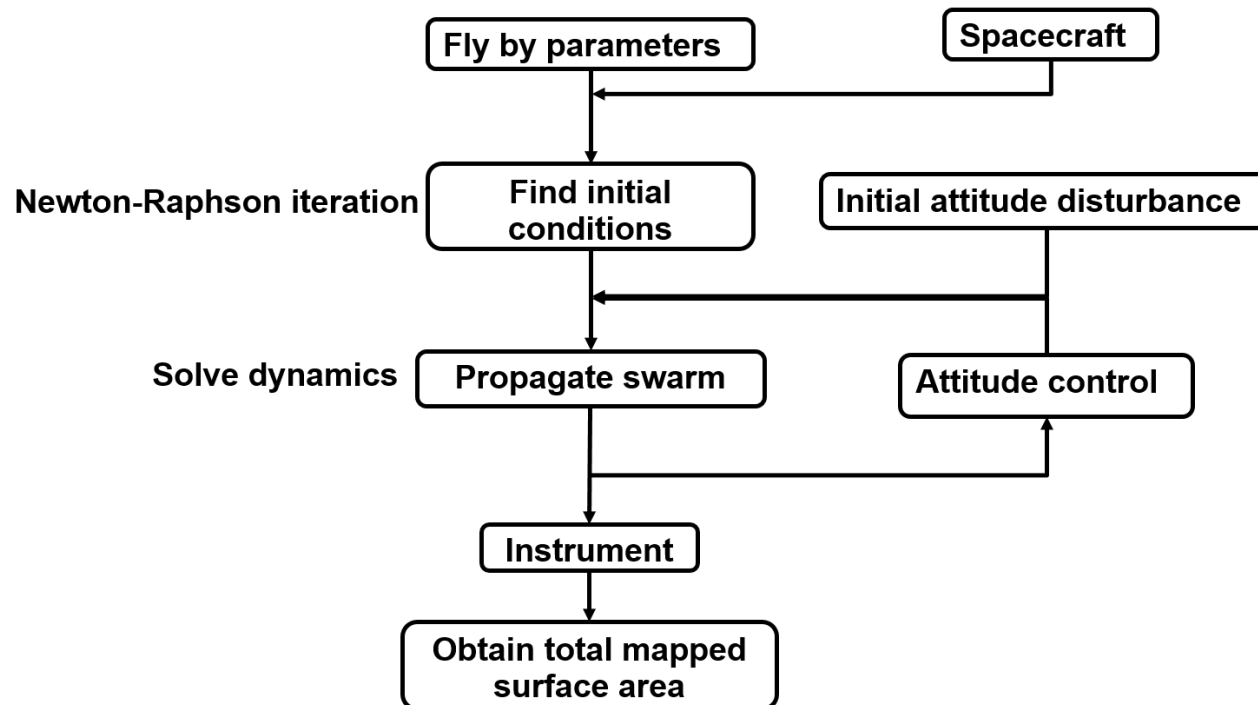 Fly by parameters
Spacecraft
Newton-Raphson iteration
Find initial
conditions
Initial attitude disturbance
Solve dynamics
Propagate swarm
Attitude control
Instrument
Obtain total mapped
surface area